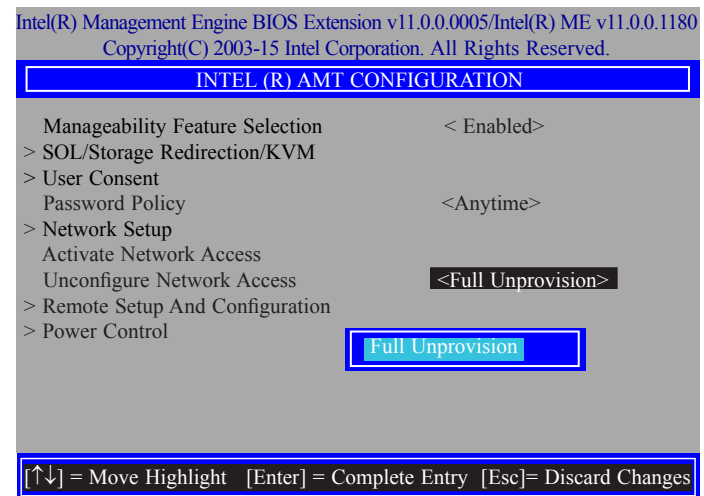 Intel(R) Management Engine BIOS Extension v11.0.0.0005/Intel(R) ME v11.0.0.1180
Copyright(C) 2003-15 Intel Corporation. All Rights Reserved.
INTEL (R) AMT CONFIGURATION
Manageability Feature Selection < Enabled>
> SOL/Storage Redirection/KVM
> User Consent
Password Policy <Anytime>
> Network Setup
Activate Network Access
Unconfigure Network Access <Full Unprovision>
> Remote Setup And Configuration
> Power Control
Full Unprovision
[↑↓] = Move Highlight [Enter] = Complete Entry [Esc]= Discard Changes